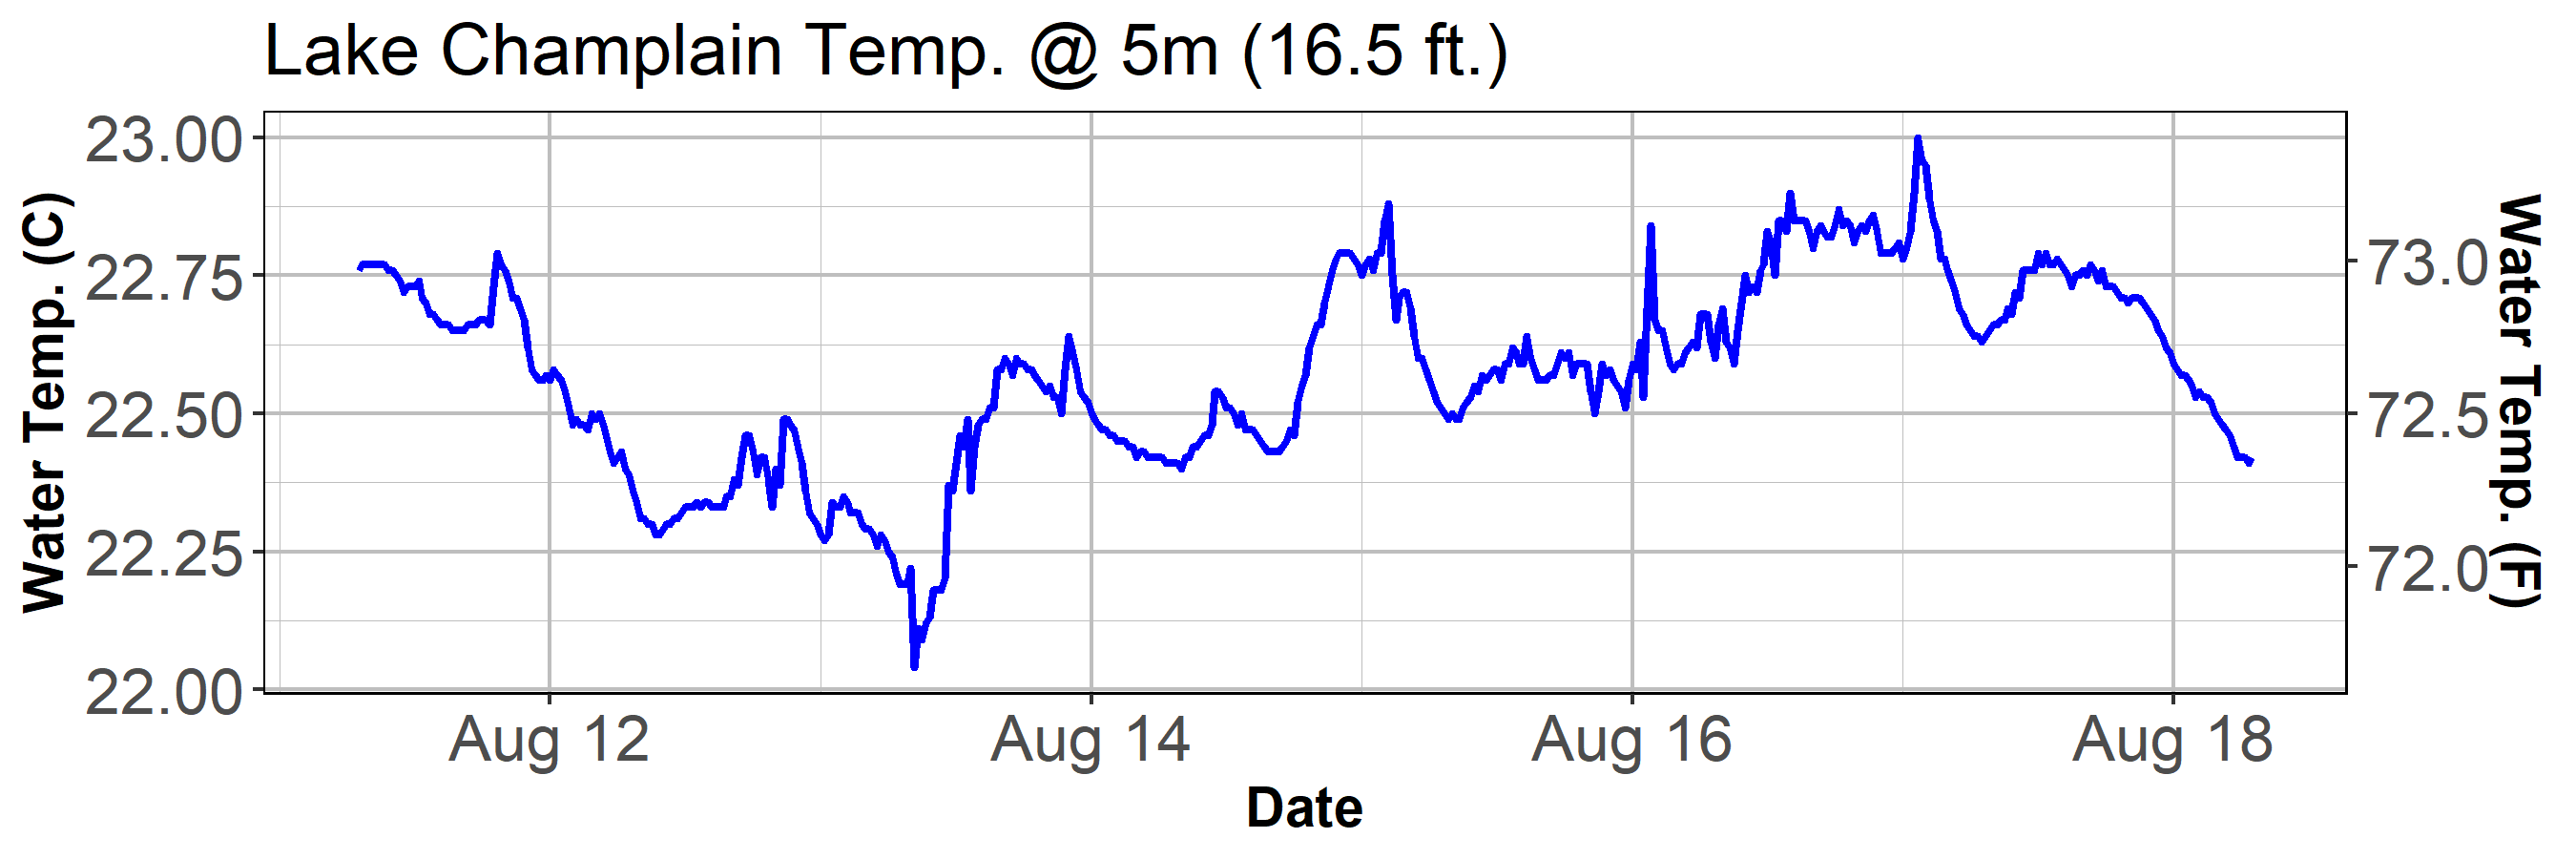 Lake Champlain Temp. @ 5m (16.5 ft.)
Water Temp. (C)
23.00
22.75
22.50
22.25
22.00
73.0
72.5
72.0
Water Temp. (F)
Aug 12 Aug 14 Aug 16 Aug 18
Date